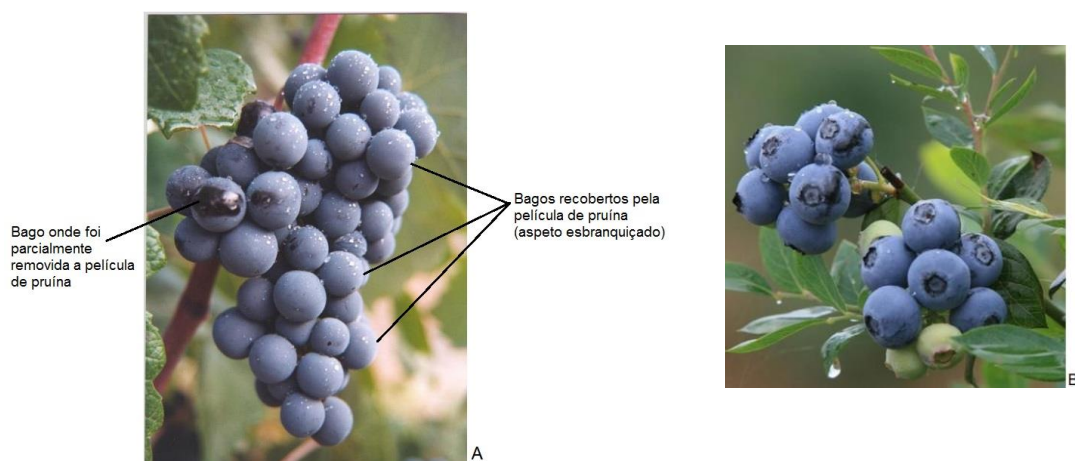 Bago onde foi
parcialmente
removida a película
de pruína
Bagos recobertos pela
película de pruína
(aspeto esbranquiçado)
A
B